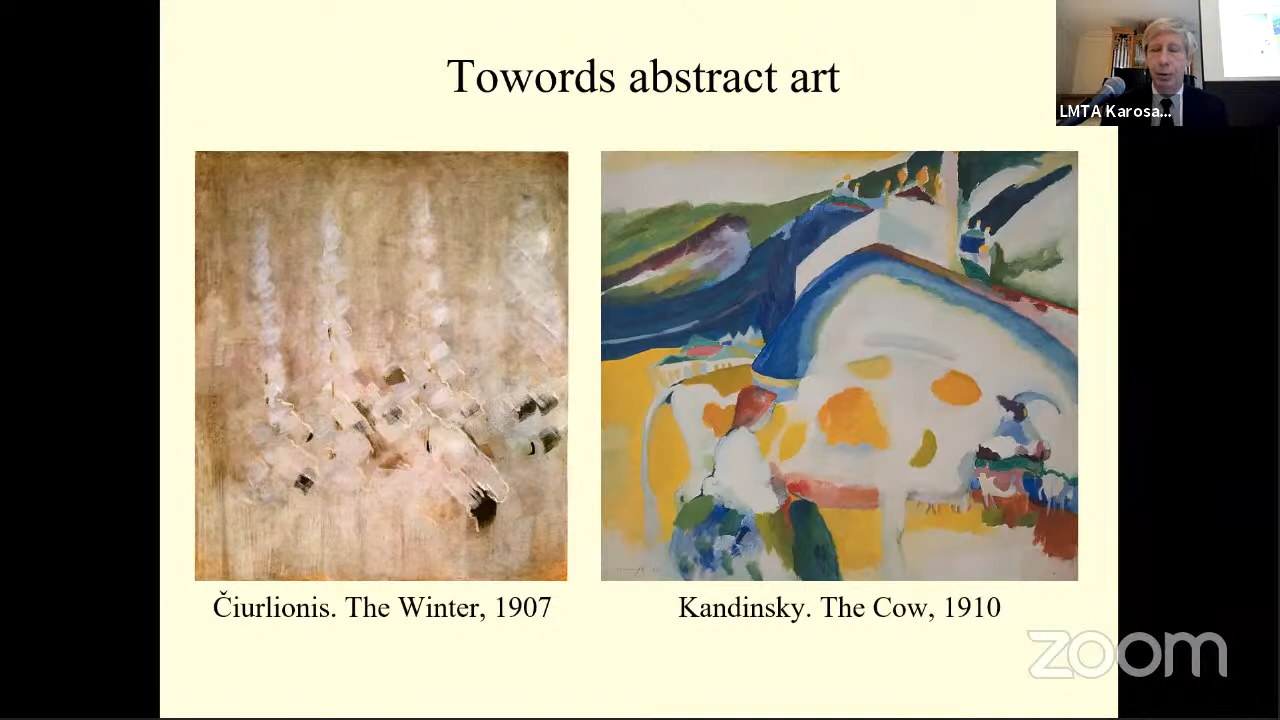 Towords abstract art
LMTA Karosa...
Čiurlionis. The Winter, 1907
Kandinsky. The Cow, 1910
zoom